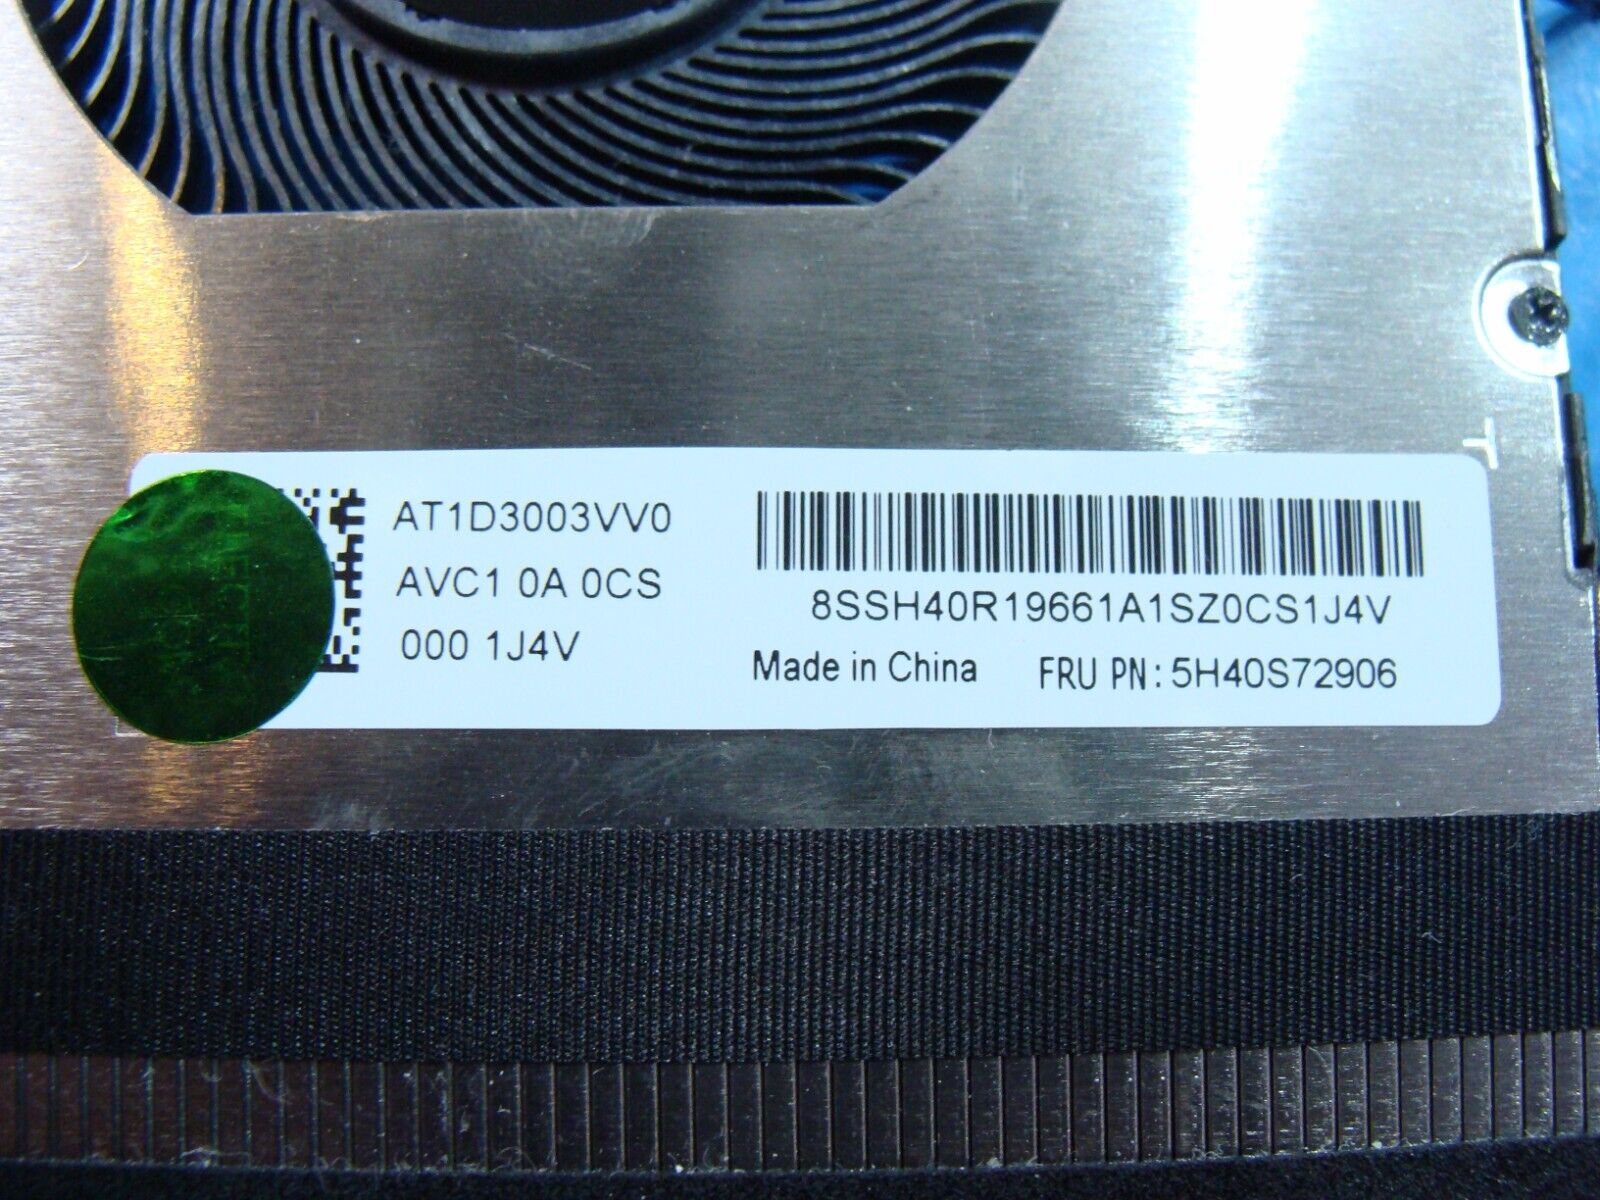 AT1D3003VV0
AVC1 0A 0CS
000 1J4V
8SSH40R19661A1SZ0CS1J4V
Made in China FRU PN: 5H40S72906